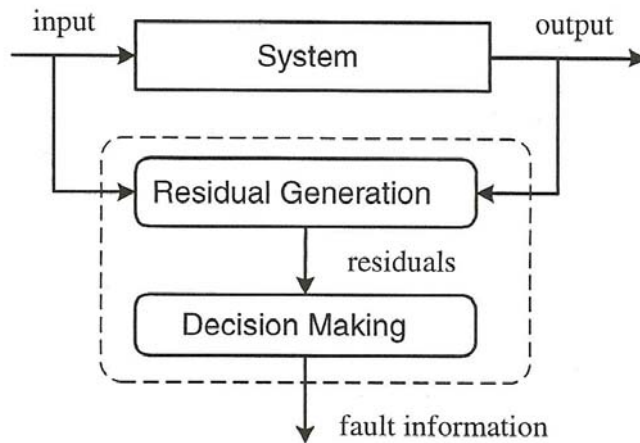 input
output
System
Residual Generation
residuals
Decision Making
fault information